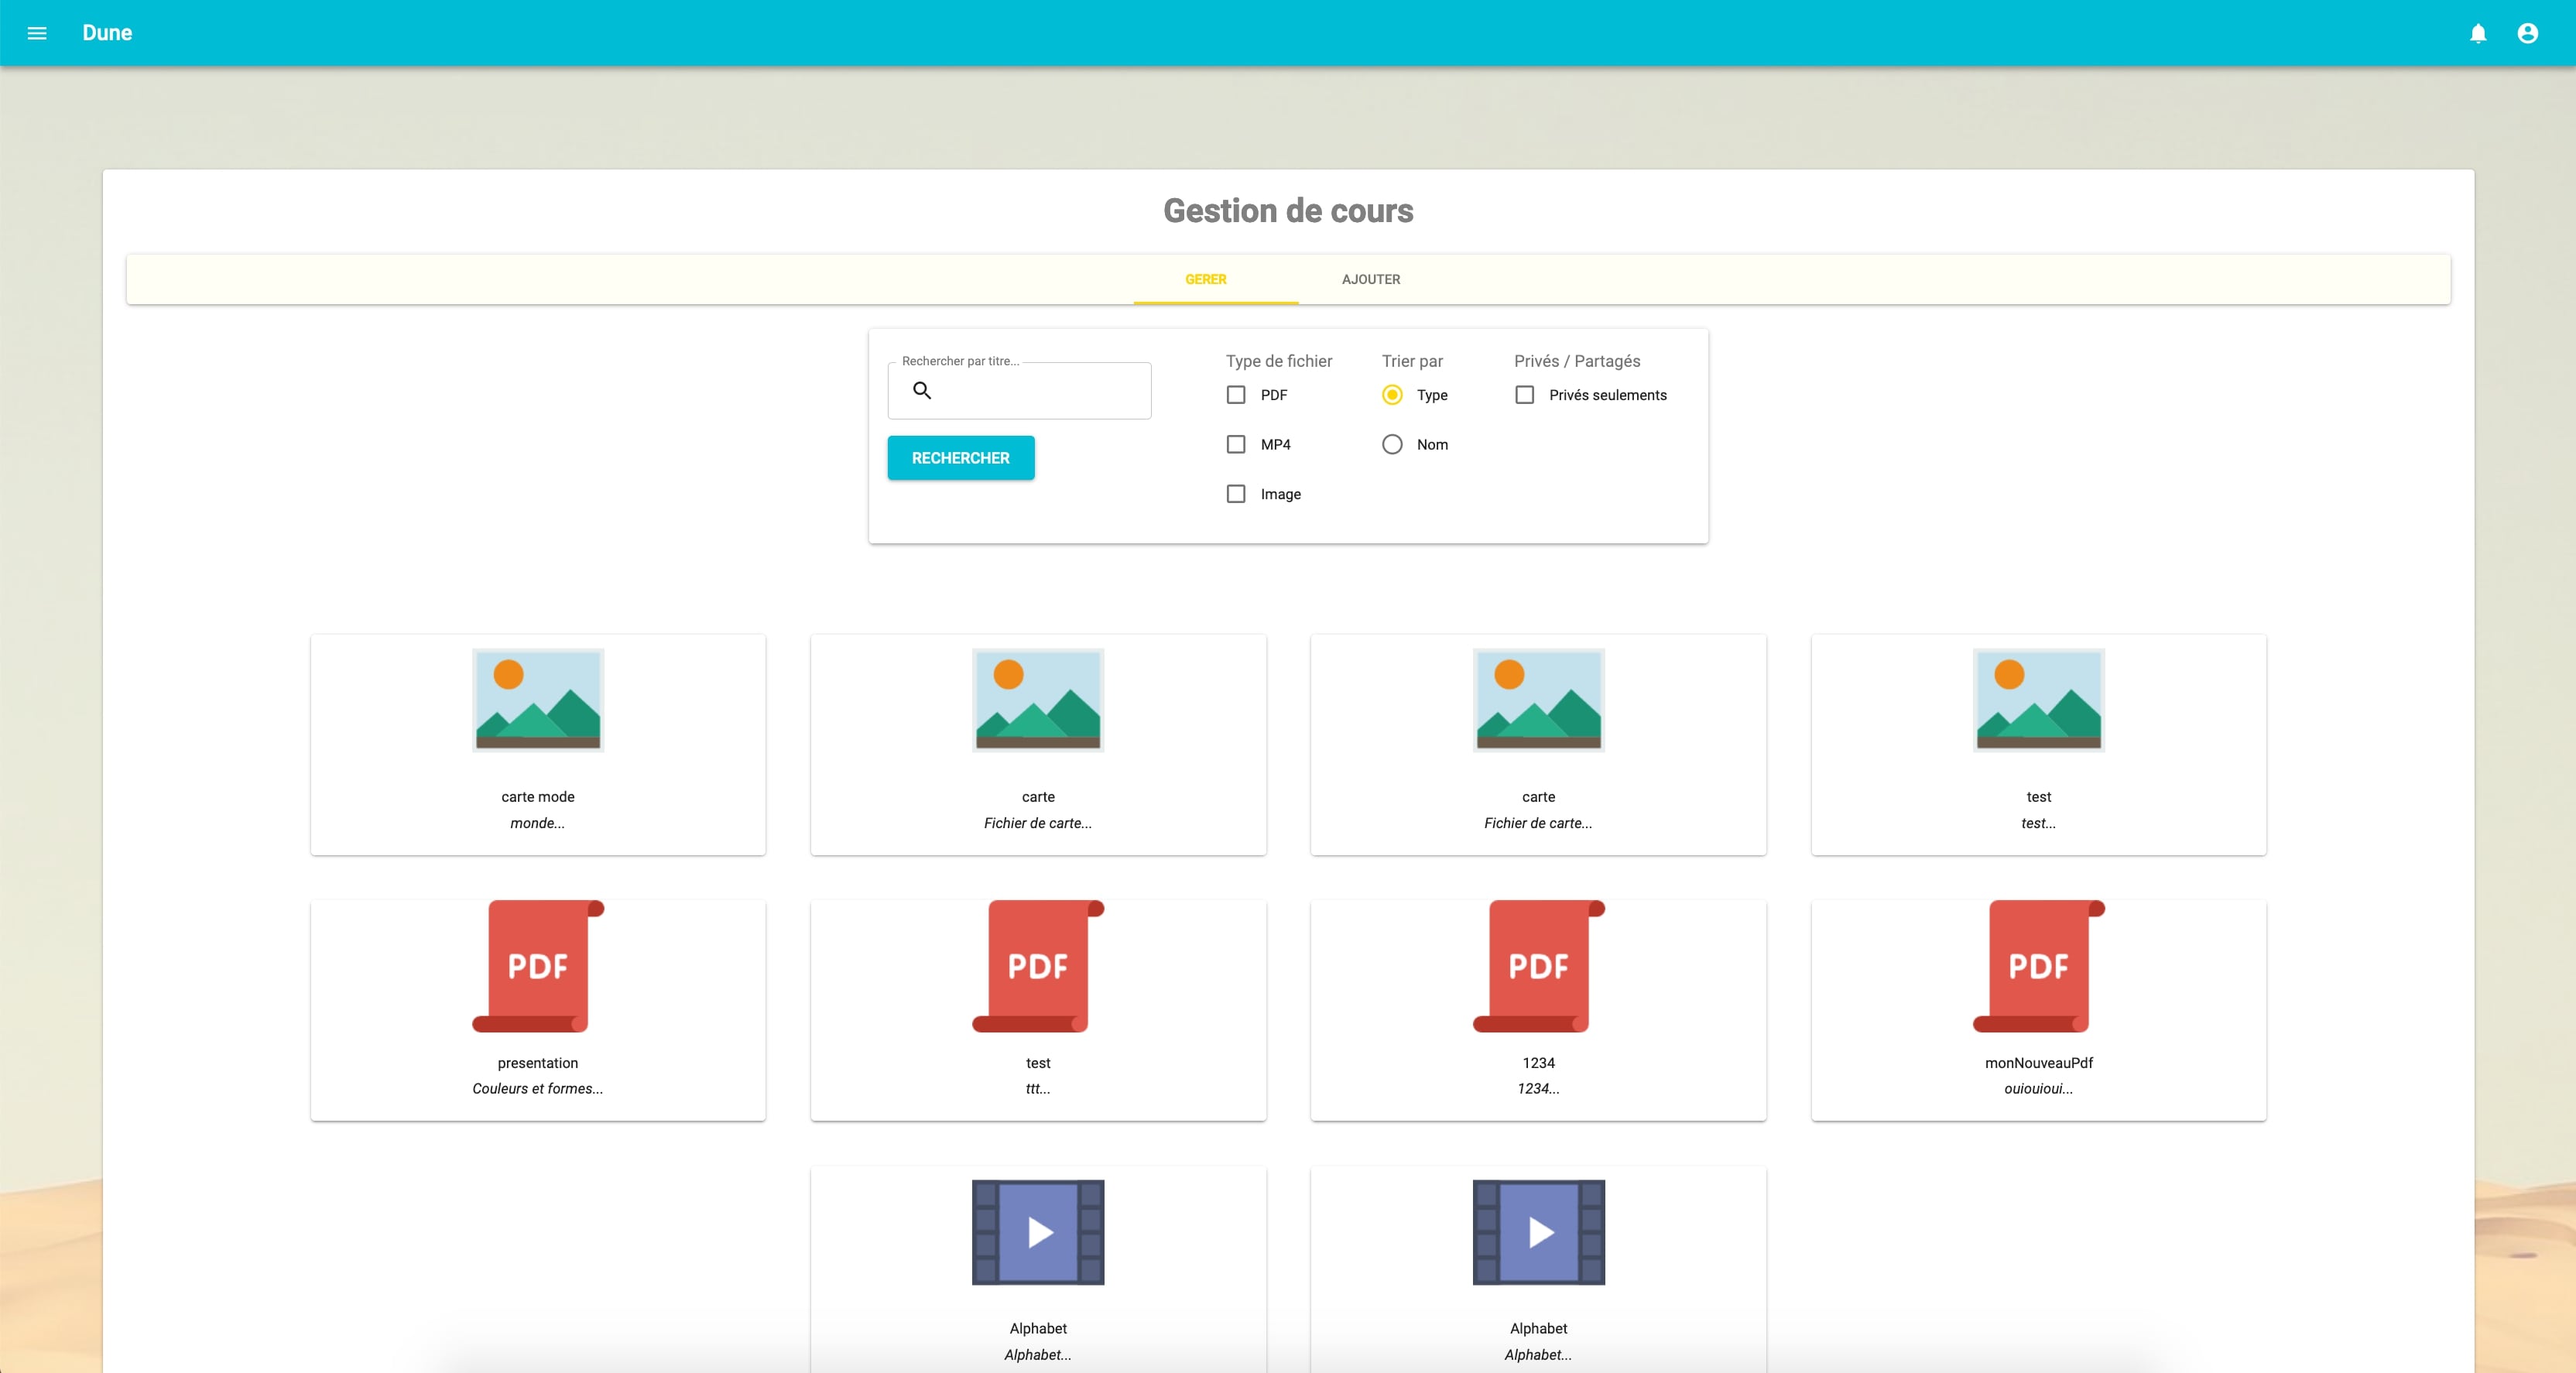 Dune
Gestion de cours
GERER AJOUTER
Rechercher par titre...
RECHERCHER
Type de fichier
PDF
MP4
Image
Trier par
Type
Nom
Privés / Partagés
Privés seulements
carte mode
monde...
carte
Fichier de carte...
carte
Fichier de carte...
test
test...
PDF
presentation
Couleurs et formes...
PDF
test
ttt...
PDF
1234
1234...
PDF
monNouveauPdf
ouiouioui...
Alphabet
Alphabet...
Alphabet
Alphabet...